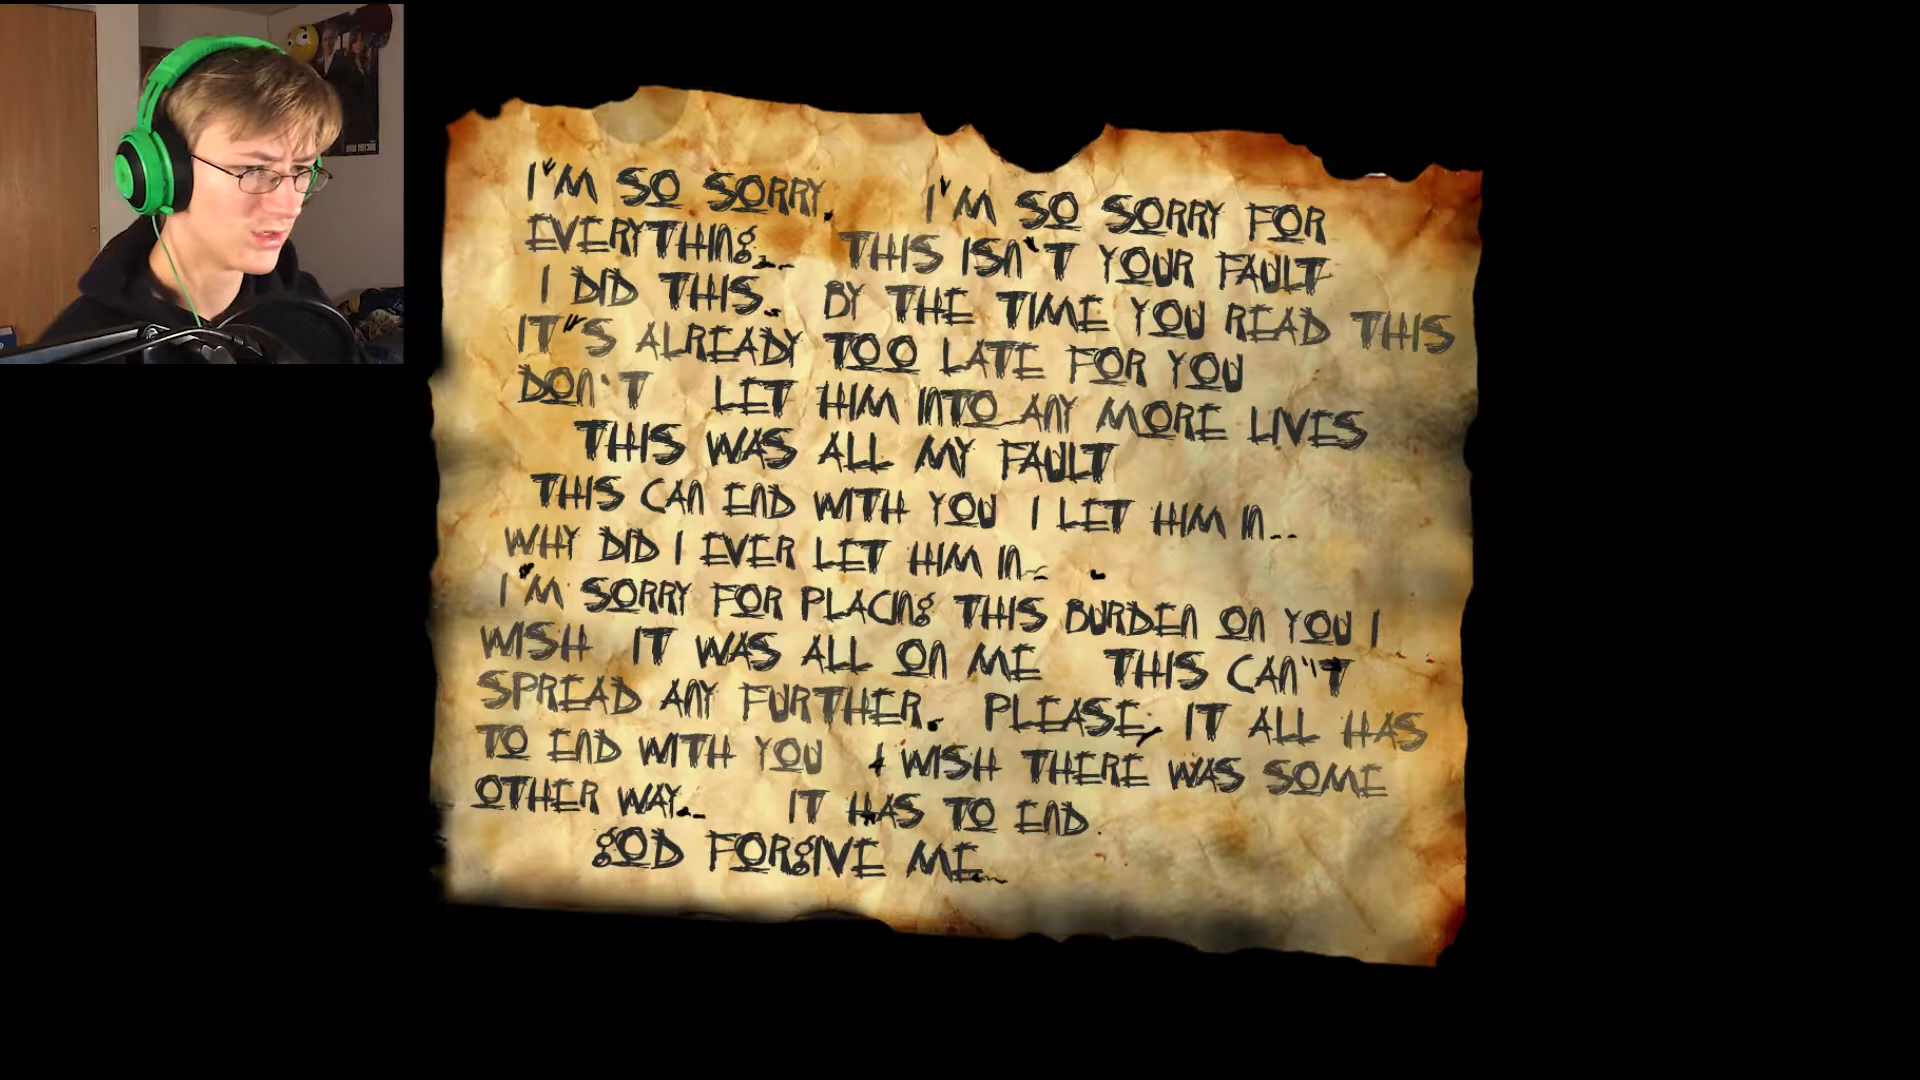 I"M SO SORRY. I'M SO SORRY FOR
EVERYTHING... THIS ISN'T YOUR FAULT
I DID THIS.. BY THE TIME YOU READ THIS
IT"S ALREADY TOO LATE FOR YOU
DON'T LET HIM INTO ANY MORE LIVES
THIS WAS ALL MY FAULT
THIS CAN END WITH YOU I LET HIM IN...
WHY DID I EVER LET HIM IN...
I'M SORRY FOR PLACING THIS BURDEN ON YOU I
WISH IT WAS ALL ON ME THIS CAN'T
SPREAD ANY FURTHER. PLEASE, IT ALL HAS
TO END WITH YOU I WISH THERE WAS SOME
OTHER WAY... IT HAS TO END.
GOD FORGIVE ME...